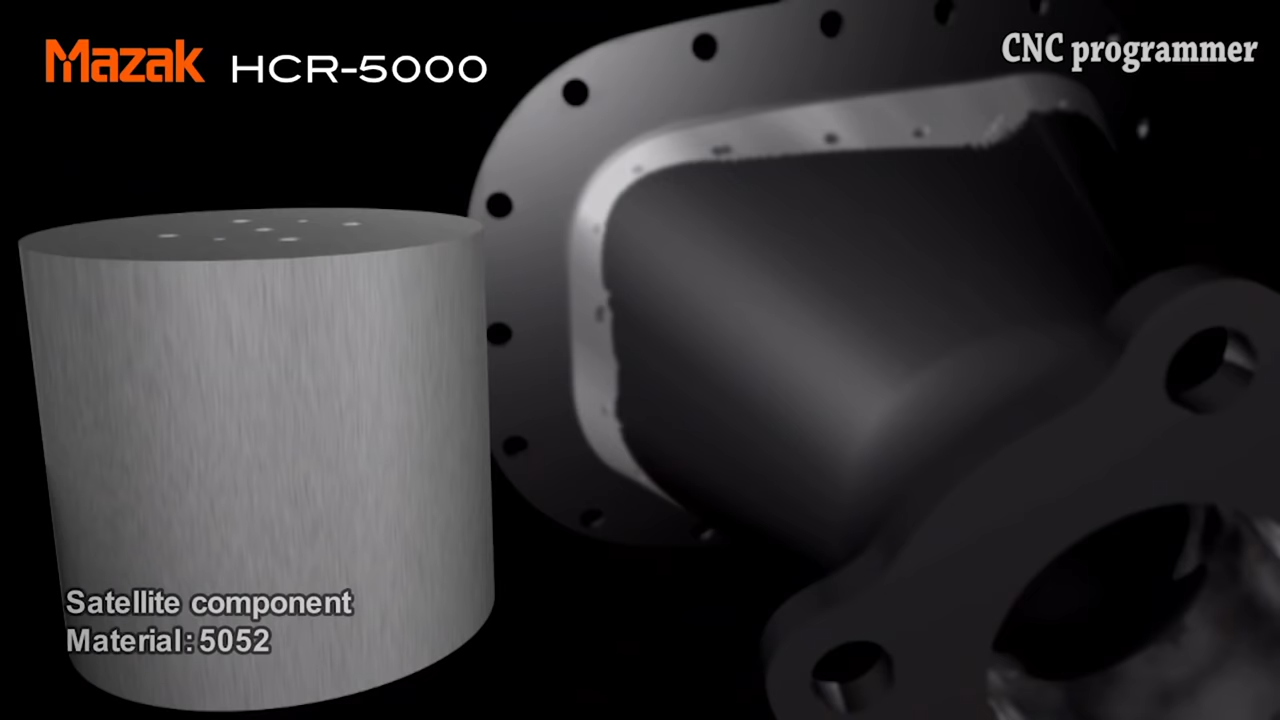 Mazak HCR-5000
CNC programmer
Satellite component
Material: 5052